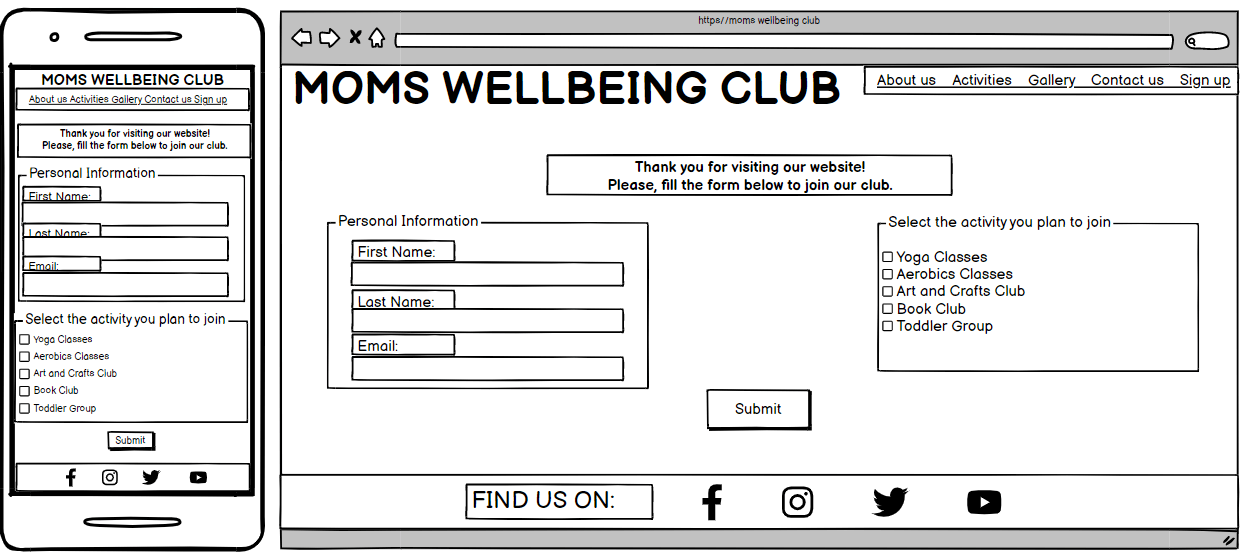 MOMS WELLBEING CLUB
About us Activities Gallery Contact us Sign up
Thank you for visiting our website!
Please, fill the form below to join our club.
Personal Information
First Name:
Last Name:
Email:
Select the activity you plan to join
Yoga Classes
Aerobics Classes
Art and Crafts Club
Book Club
Toddler Group
Submit
https//moms wellbeing club
MOMS WELLBEING CLUB
About us Activities Gallery Contact us Sign up
Thank you for visiting our website!
Please, fill the form below to join our club.
Personal Information
First Name:
Last Name:
Email:
Select the activity you plan to join
Yoga Classes
Aerobics Classes
Art and Crafts Club
Book Club
Toddler Group
Submit
FIND US ON: